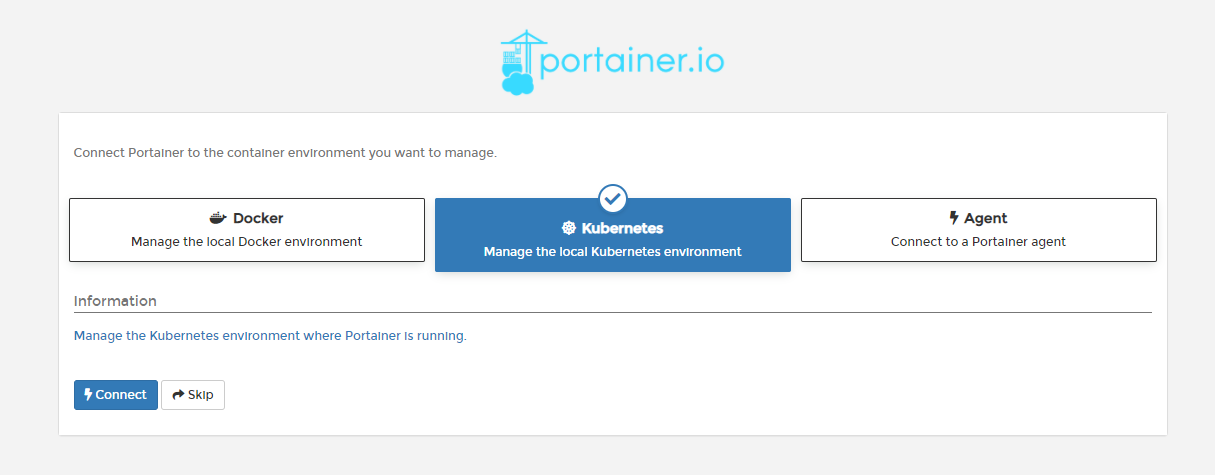 portainer.io
Connect Portainer to the container environment you want to manage.
Docker
Manage the local Docker environment
Kubernetes
Manage the local Kubernetes environment
Agent
Connect to a Portainer agent
Information
Manage the Kubernetes environment where Portainer is running.
Connect Skip